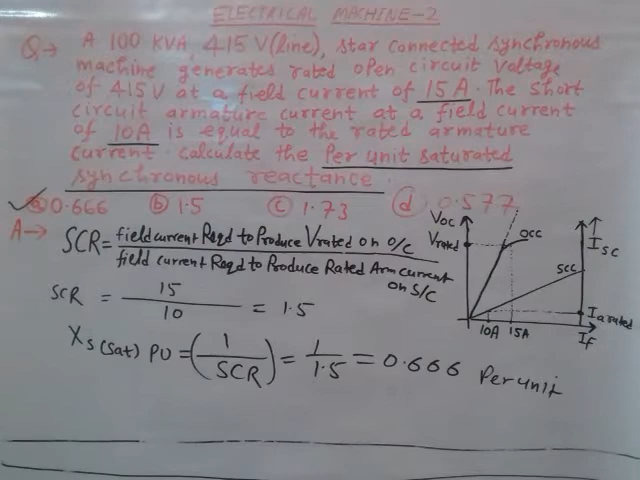 ELECTRICAL MACHINE-2
Q→ A 100 KVA, 415 V(line), star connected synchronous
machine generates rated open circuit voltage
of 415V at a field current of 15A. The short
circuit armature current at a field current
of 10A is equal to the rated armature
current. calculate the Per unit saturated
synchronous reactance.
✓ⓐ 0.666 ⓑ 1.5 ⓒ 1.73 ⓓ 0.577
A→ SCR = field current Reqd to Produce Vrated on o/c
field current Reqd to Produce Rated Arm current
on S/C
SCR = 15
10
= 1.5
Xs(sat) PU = (1/SCR) = 1/1.5 = 0.666 Per unit
Voc
Vrated
OCC
Isc
SCC
Ia rated
10A 15A If